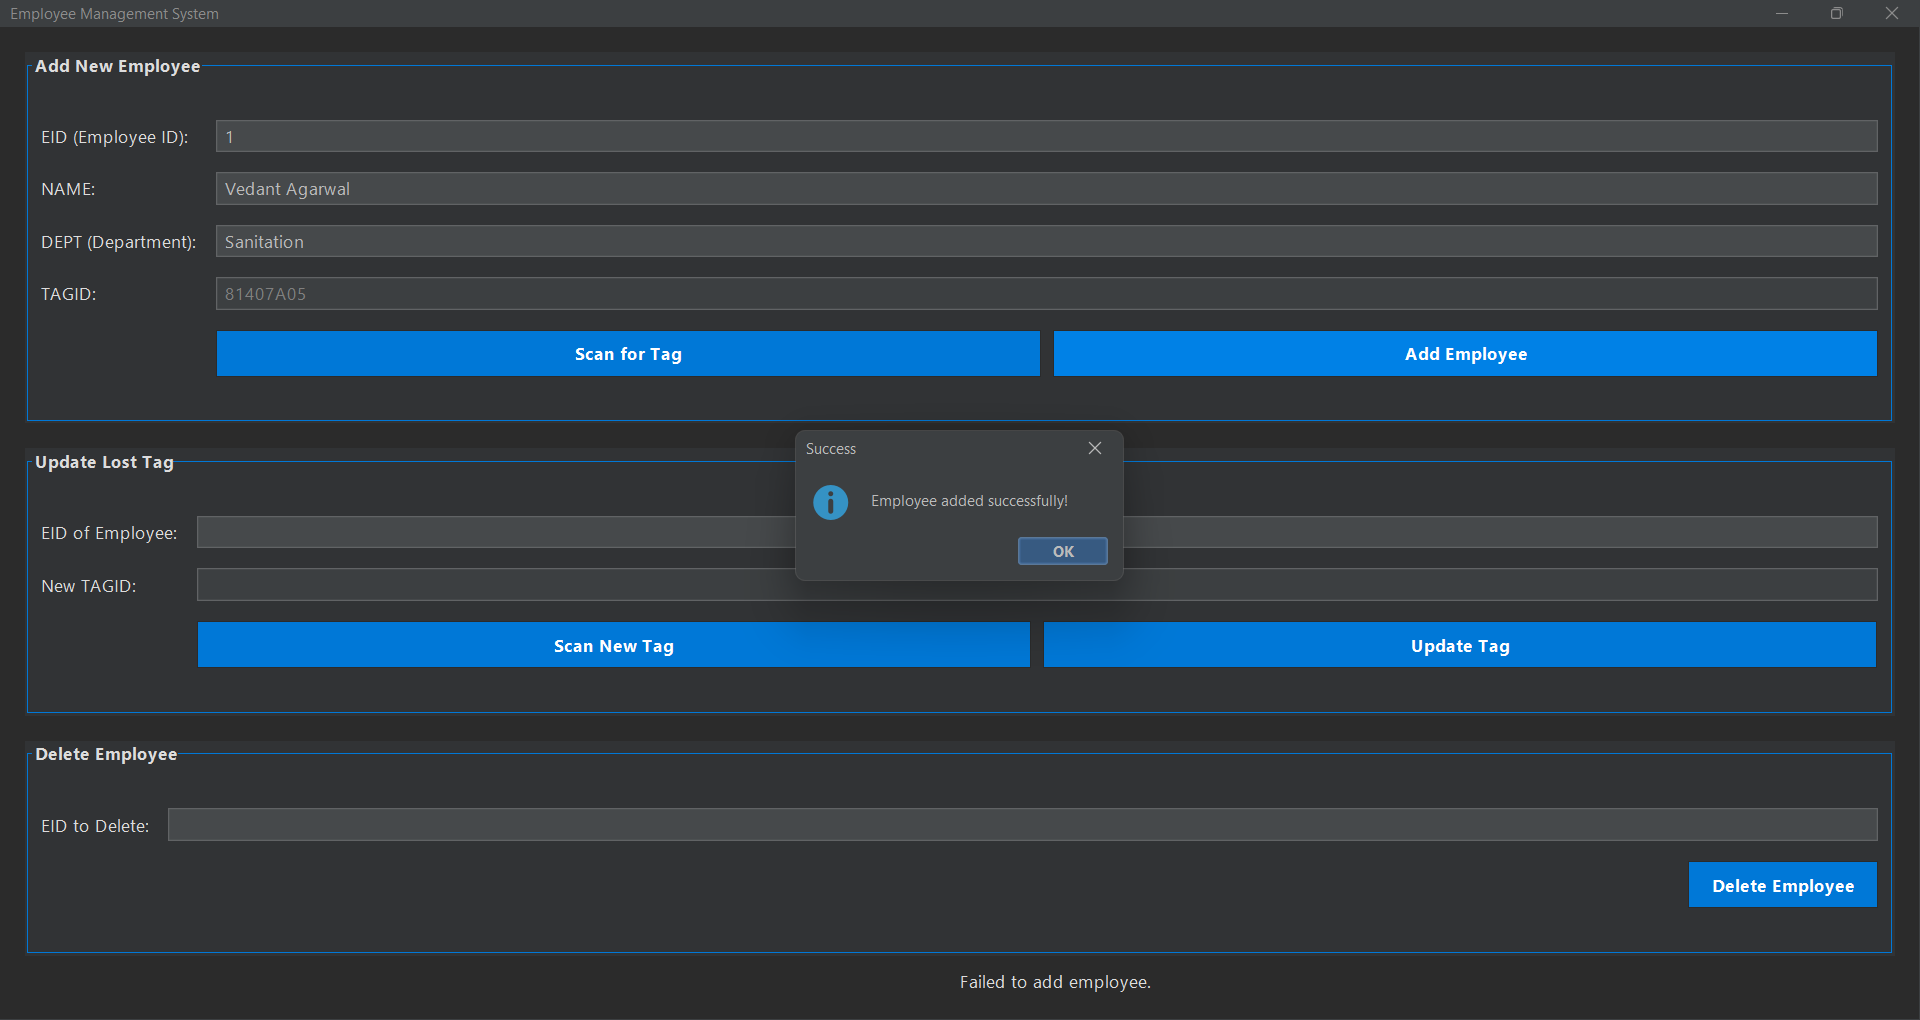 Employee Management System
Add New Employee
EID (Employee ID):
1
NAME:
Vedant Agarwal
DEPT (Department):
Sanitation
TAGID:
81407A05
Scan for Tag
Add Employee
Success
Employee added successfully!
OK
Update Lost Tag
EID of Employee:
New TAGID:
Scan New Tag
Update Tag
Delete Employee
EID to Delete:
Delete Employee
Failed to add employee.